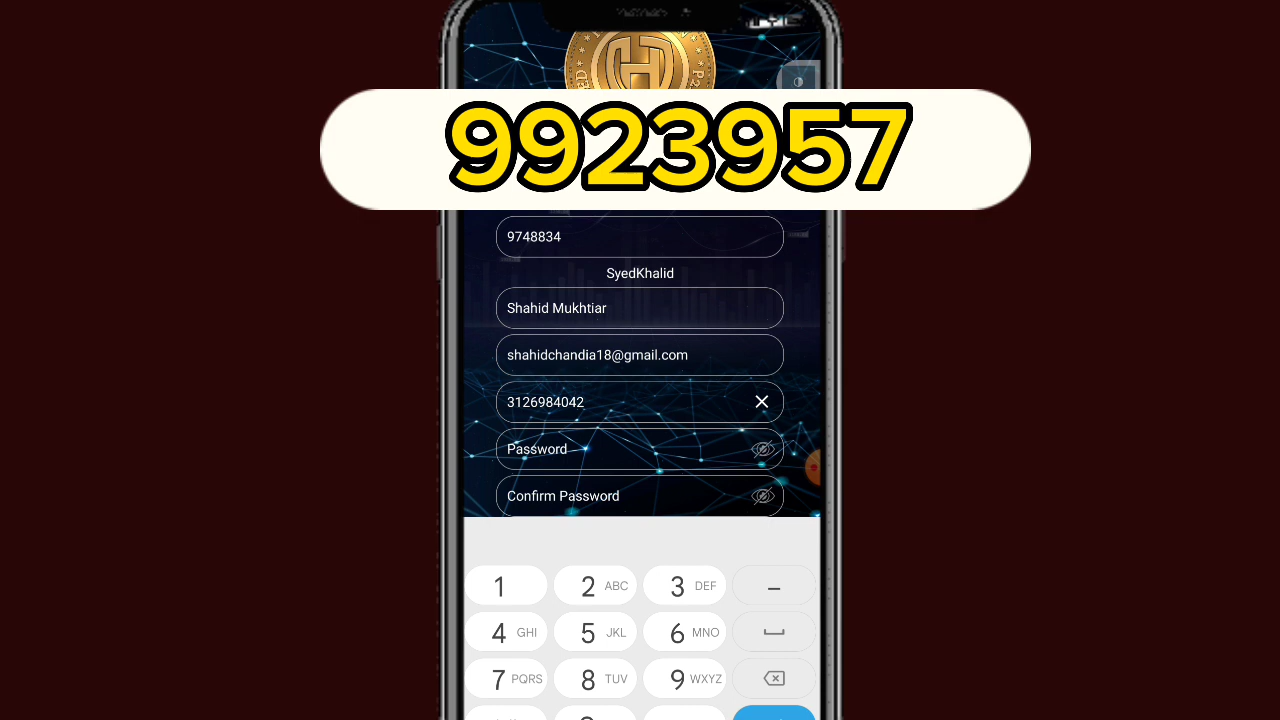 9923957
9748834
SyedKhalid
Shahid Mukhtiar
shahidchandia18@gmail.com
3126984042
Password
Confirm Password
1
2 ABC
3 DEF
4 GHI
5 JKL
6 MNO
7 PQRS
8 TUV
9 WXYZ